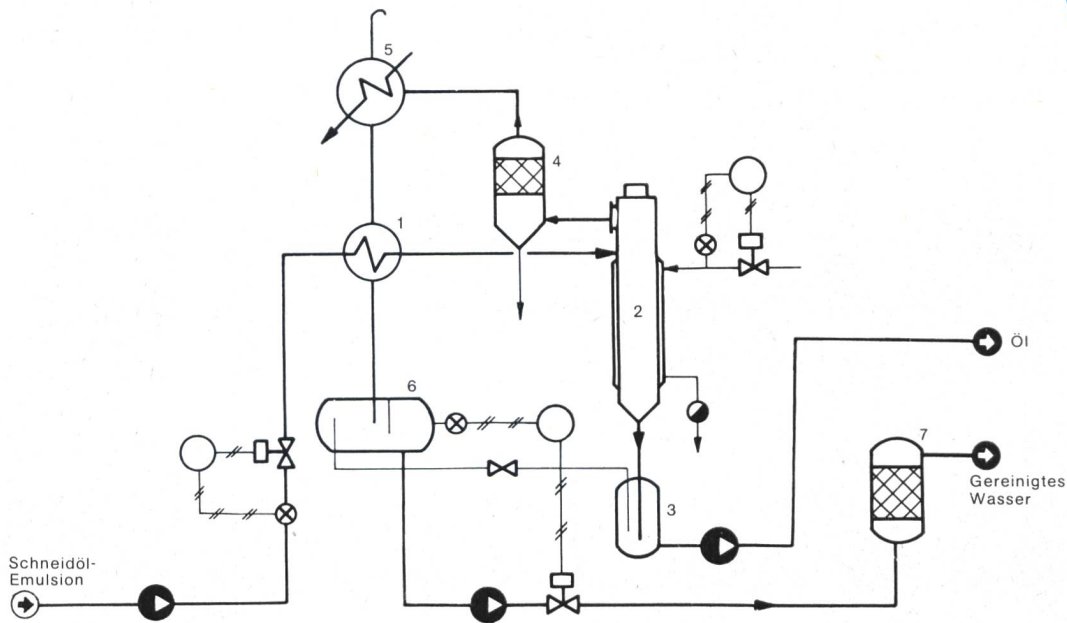 5
4
1
2
Öl
6
7
Gereinigtes
Wasser
3
Schneidöl-
Emulsion